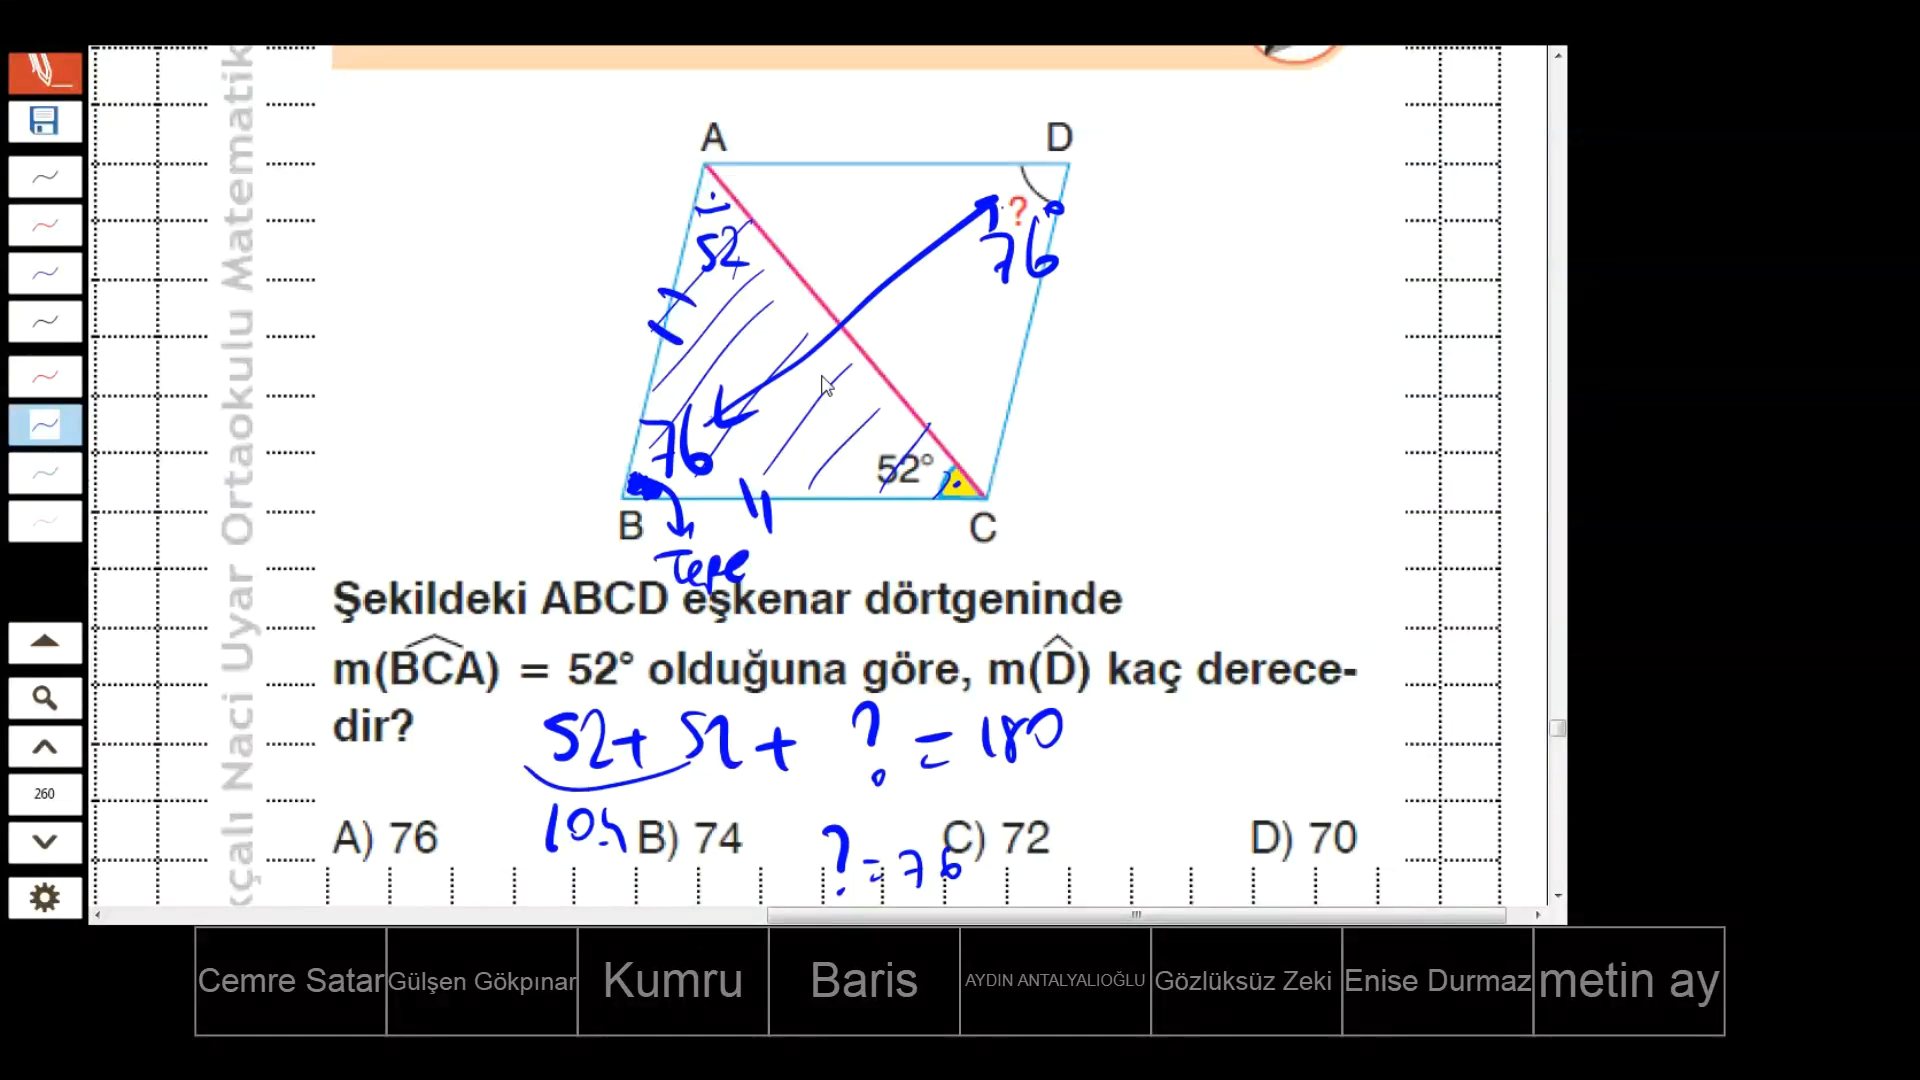 A
D
?
52
76
76
52°
B
C
Tepe
Şekildeki ABCD eşkenar dörtgeninde
m(BCA) = 52° olduğuna göre, m(D) kaç derece-
dir?
52 + 52 + ? = 180
104
? = 76
A) 76 B) 74 C) 72 D) 70
kçalı Naci Uyar Ortaokulu Matematik
260
Cemre Satar Gülşen Gökpınar Kumru Baris AYDIN ANTALYALIOĞLU Gözlüksüz Zeki Enise Durmaz metin ay